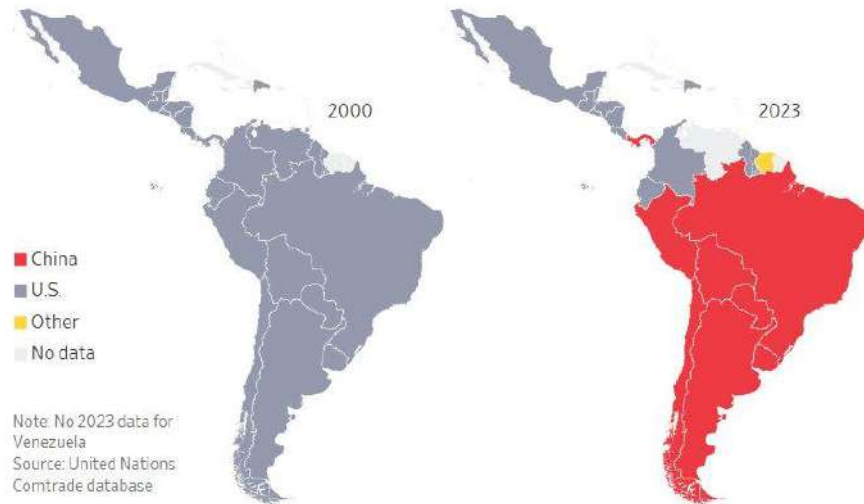 2000
2023
China
U.S.
Other
No data
Note: No 2023 data for
Venezuela
Source: United Nations
Comtrade database